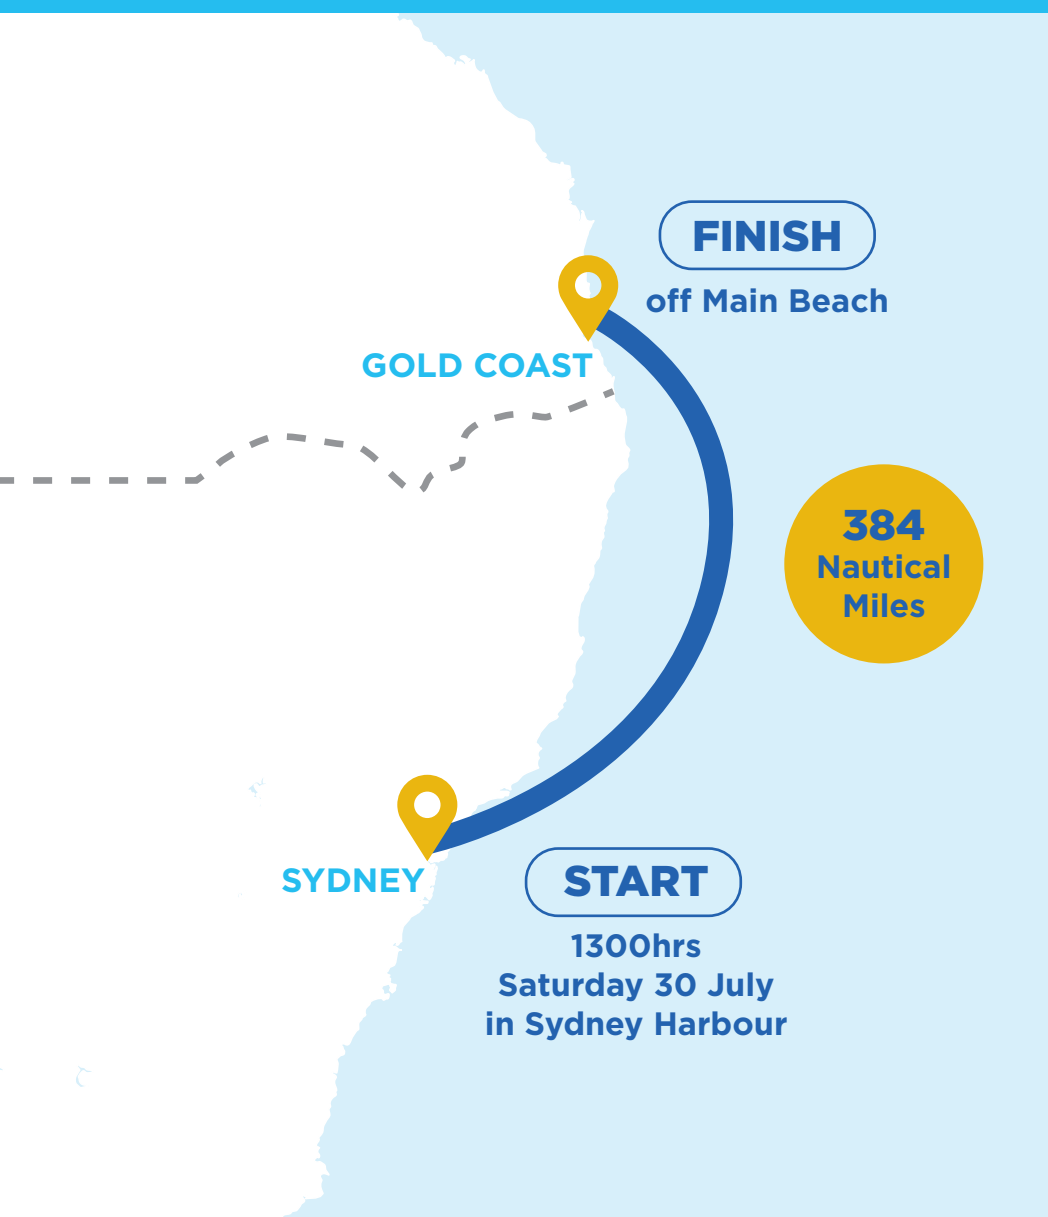 FINISH
off Main Beach
GOLD COAST
384
Nautical
Miles
SYDNEY
START
1300hrs
Saturday 30 July
in Sydney Harbour